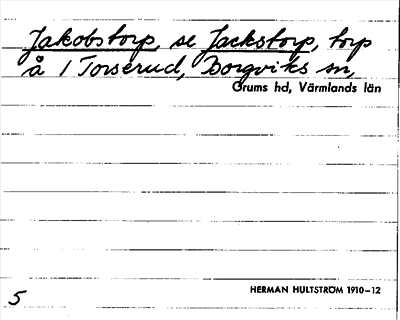 Jakobstorp, se Jackstorp, torp
å 1 Torserud, Borgviks sn,
Grums hd, Värmlands län
HERMAN HULTSTRÖM 1910–12
5